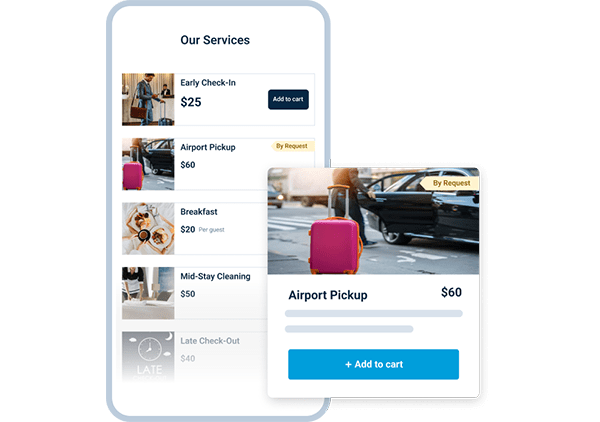 Our Services
Early Check-In
$25
Add to cart
Airport Pickup
By Request
$60
Breakfast
$20 Per guest
Mid-Stay Cleaning
$50
Late Check-Out
$40
LATE
By Request
Airport Pickup
$60
+ Add to cart